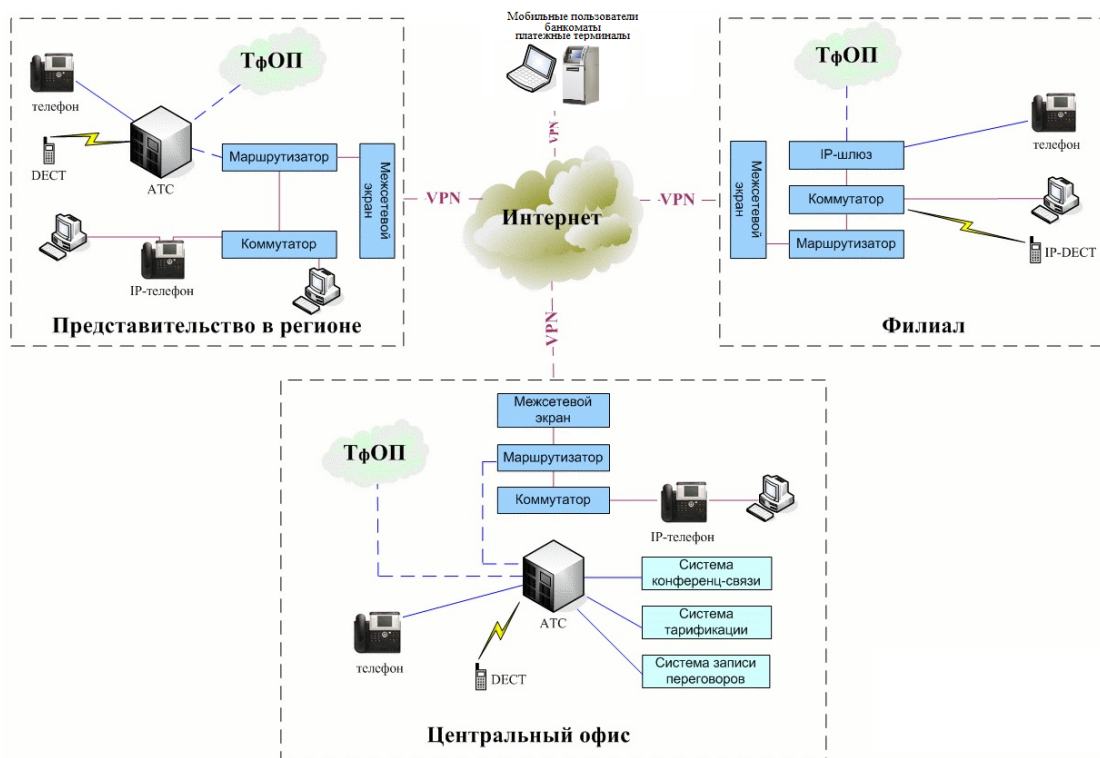 Мобильные пользователи
банкоматы
платежные терминалы
VPN
Интернет
VPN
VPN
VPN
ТфОП
телефон
DECT
АТС
Маршрутизатор
Межсетевой
экран
Коммутатор
IP-телефон
Представительство в регионе
ТфОП
телефон
IP-шлюз
Межсетевой
экран
Коммутатор
Маршрутизатор
IP-DECT
Филиал
Межсетевой
экран
ТфОП
Маршрутизатор
Коммутатор
IP-телефон
Система
конференц-связи
АТС
Система
тарификации
телефон
DECT
Система записи
переговоров
Центральный офис